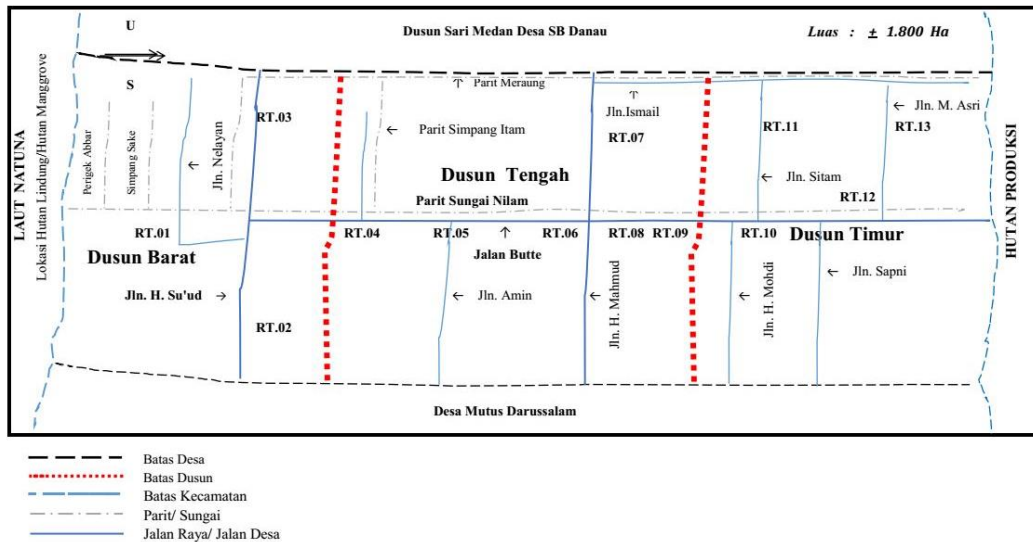 U
Dusun Sari Medan Desa SB Danau
Luas : ± 1.800 Ha
S
LAUT NATUNA
Lokasi Hutan Lindung/Hutan Mangrove
Perigek Abbar
Simpang Sake
Jln. Nelayan
RT.03
Parit Meraung
Parit Simpang Itam
Jln.Ismail
RT.07
RT.11
Jln. M. Asri
RT.13
Dusun Tengah
Jln. Sitam
RT.12
Parit Sungai Nilam
HUTAN PRODUKSI
RT.01
RT.04
RT.05
RT.06
RT.08
RT.09
RT.10
Dusun Timur
Dusun Barat
Jalan Butte
Jln. H. Su'ud
Jln. Amin
Jln. H. Mahmud
Jln. H. Mohdi
Jln. Sapni
RT.02
Desa Mutus Darussalam
Batas Desa
Batas Dusun
Batas Kecamatan
Parit/ Sungai
Jalan Raya/ Jalan Desa